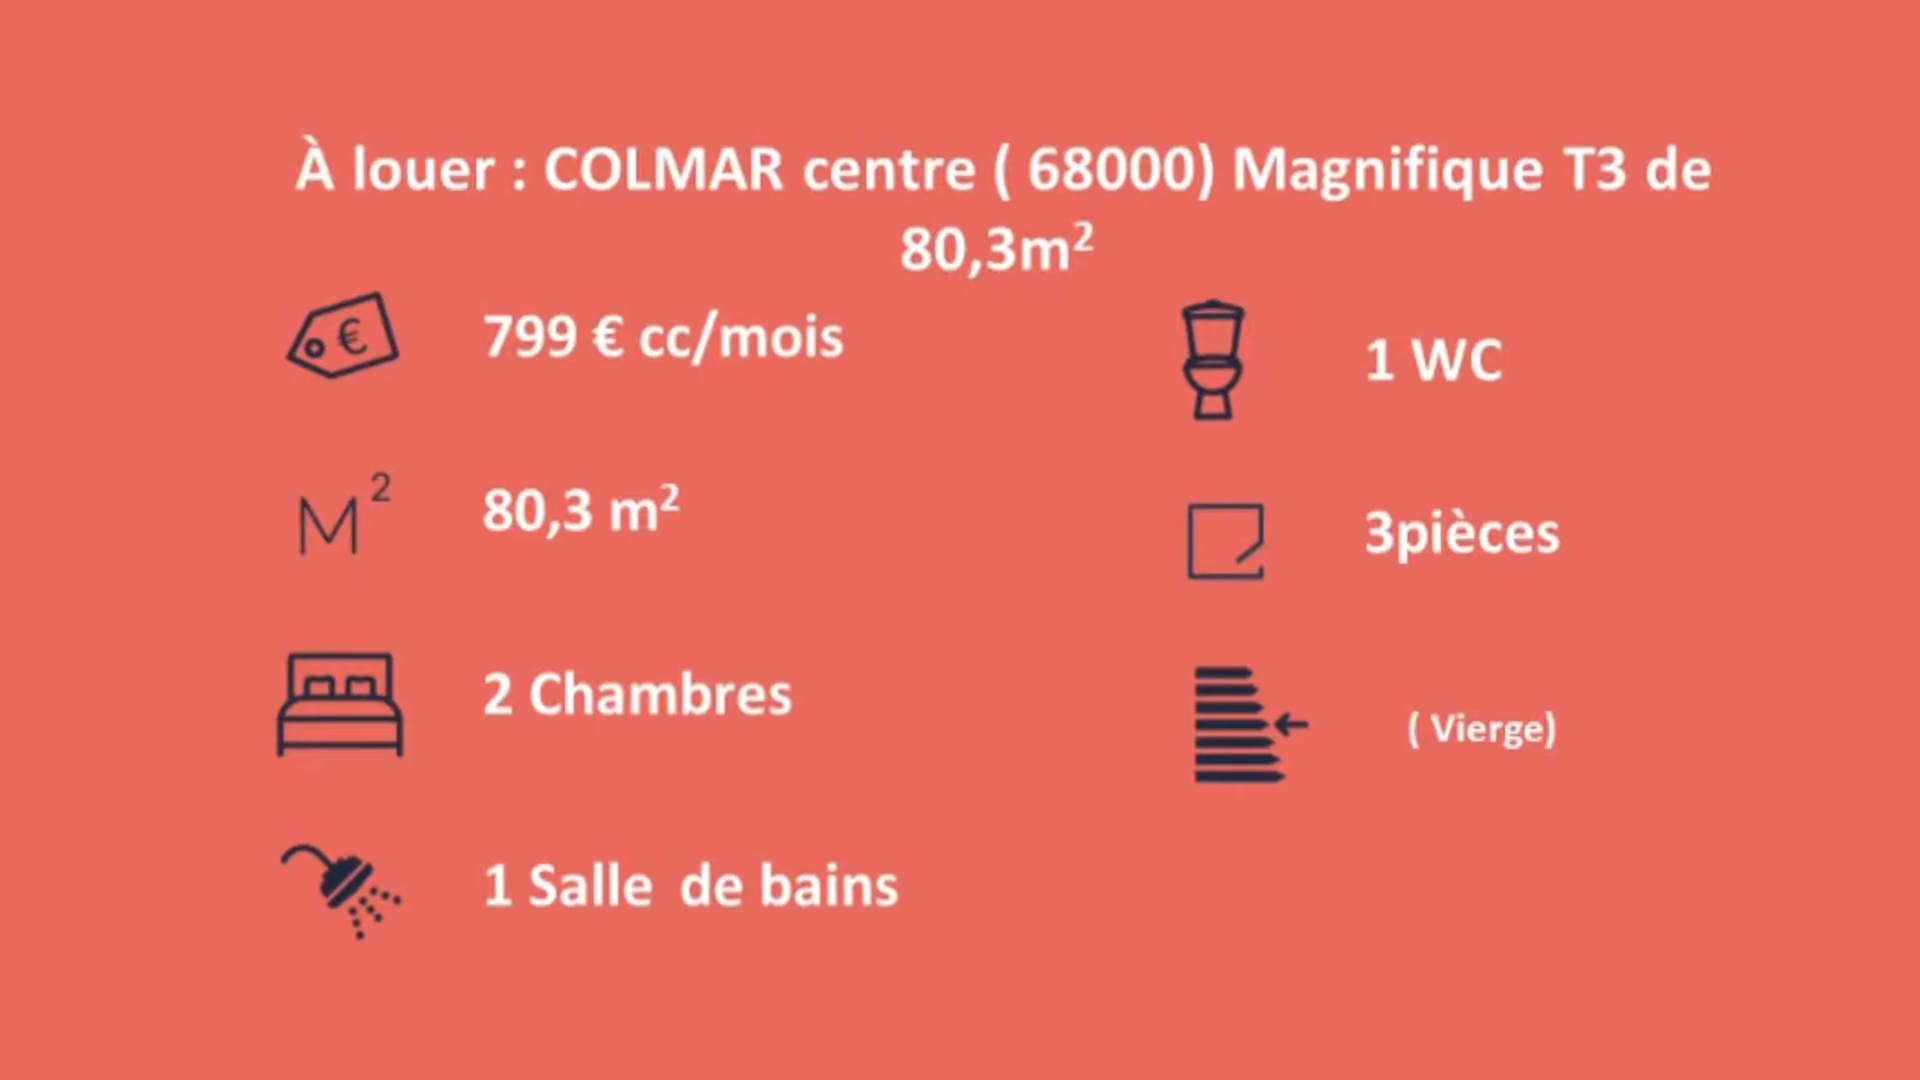 À louer : COLMAR centre ( 68000) Magnifique T3 de
80,3m²
€
799 € cc/mois
1 WC
M²
80,3 m²
3pièces
2 Chambres
( Vierge)
1 Salle  de bains